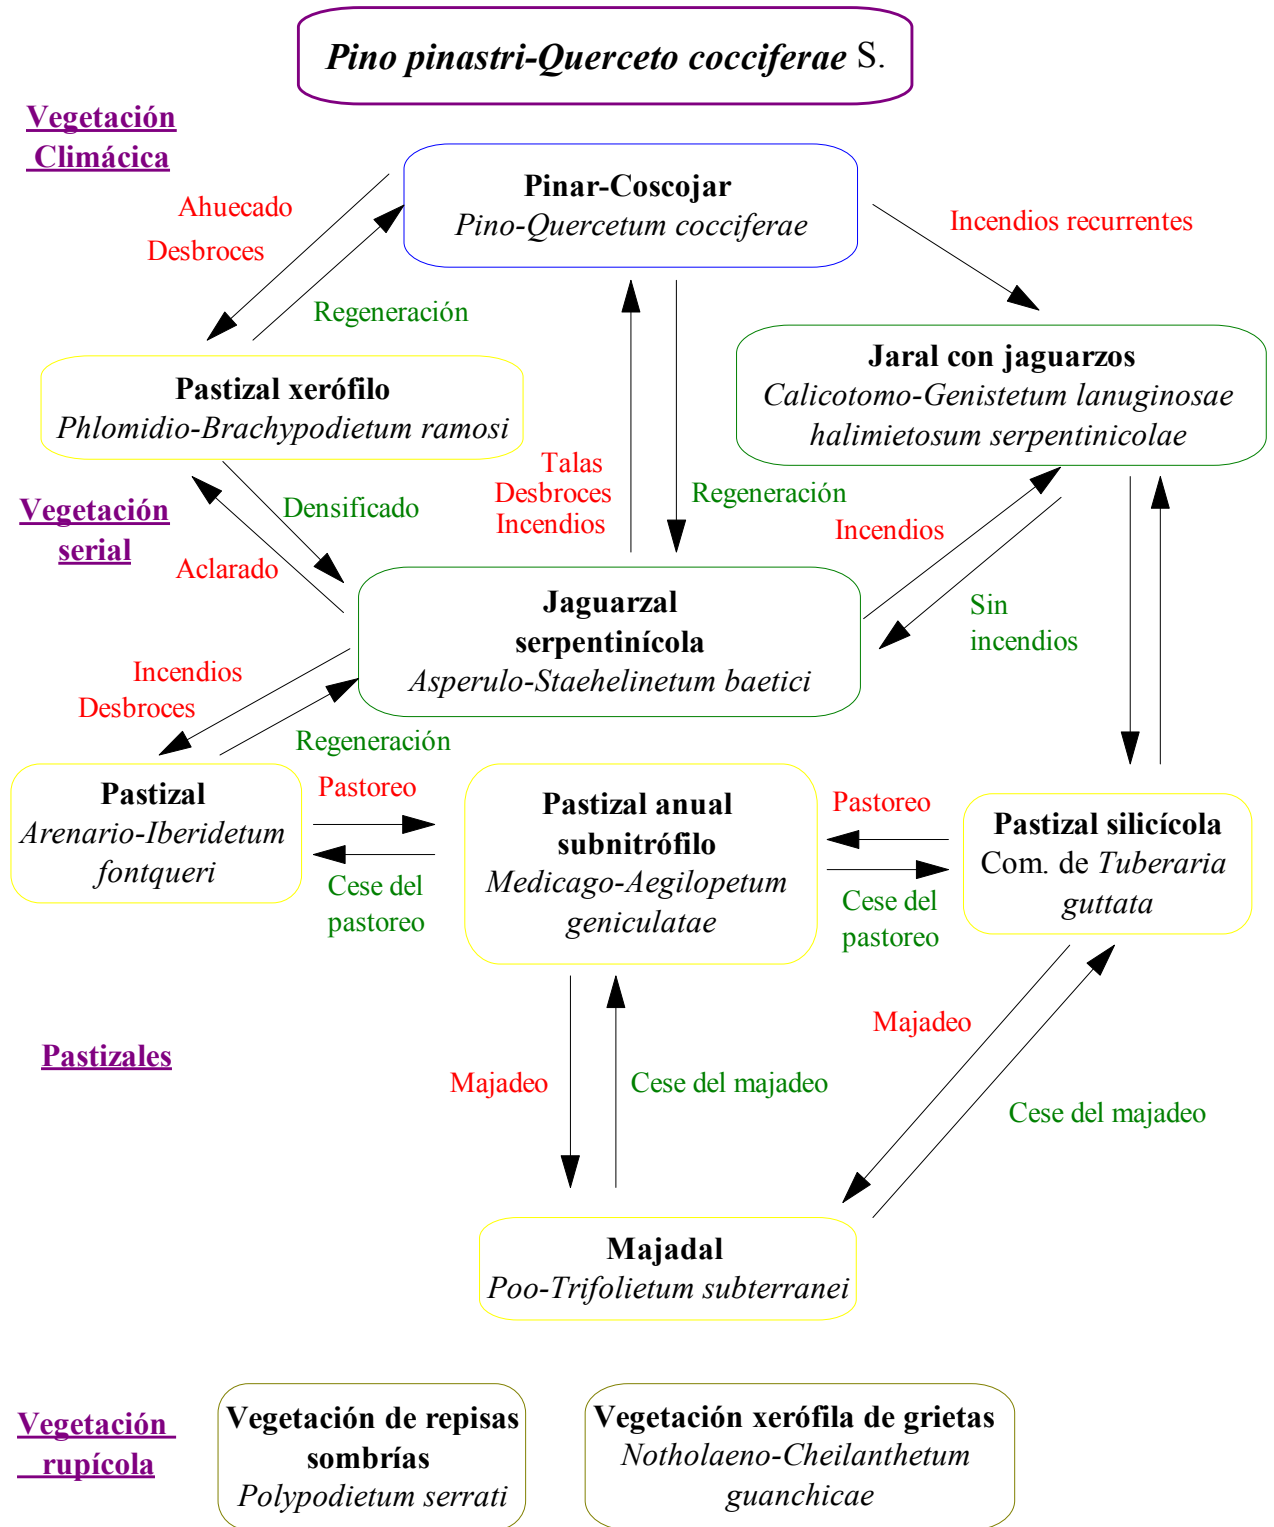 Pino pinastri-Querceto cocciferae S.
Vegetación
Climácica
Pinar-Coscojar
Pino-Quercetum cocciferae
Ahuecado
Desbroces
Incendios recurrentes
Regeneración
Pastizal xerófilo
Phlomidio-Brachypodietum ramosi
Jaral con jaguarzos
Calicotomo-Genistetum lanuginosae
halimietosum serpentinicolae
Vegetación
serial
Densificado
Aclarado
Talas
Desbroces
Incendios
Regeneración
Incendios
Sin
incendios
Jaguarzal
serpentinícola
Asperulo-Staehelinetum baetici
Incendios
Desbroces
Regeneración
Pastizal
Arenario-Iberidetum
fontqueri
Pastoreo
Cese del
pastoreo
Pastizal anual
subnitrófilo
Medicago-Aegilopetum
geniculatae
Pastoreo
Cese del
pastoreo
Pastizal silicícola
Com. de Tuberaria
guttata
Pastizales
Majadeo
Cese del majadeo
Majadeo
Cese del majadeo
Majadal
Poo-Trifolietum subterranei
Vegetación
rupícola
Vegetación de repisas
sombrías
Polypodietum serrati
Vegetación xerófila de grietas
Notholaeno-Cheilanthetum
guanchicae